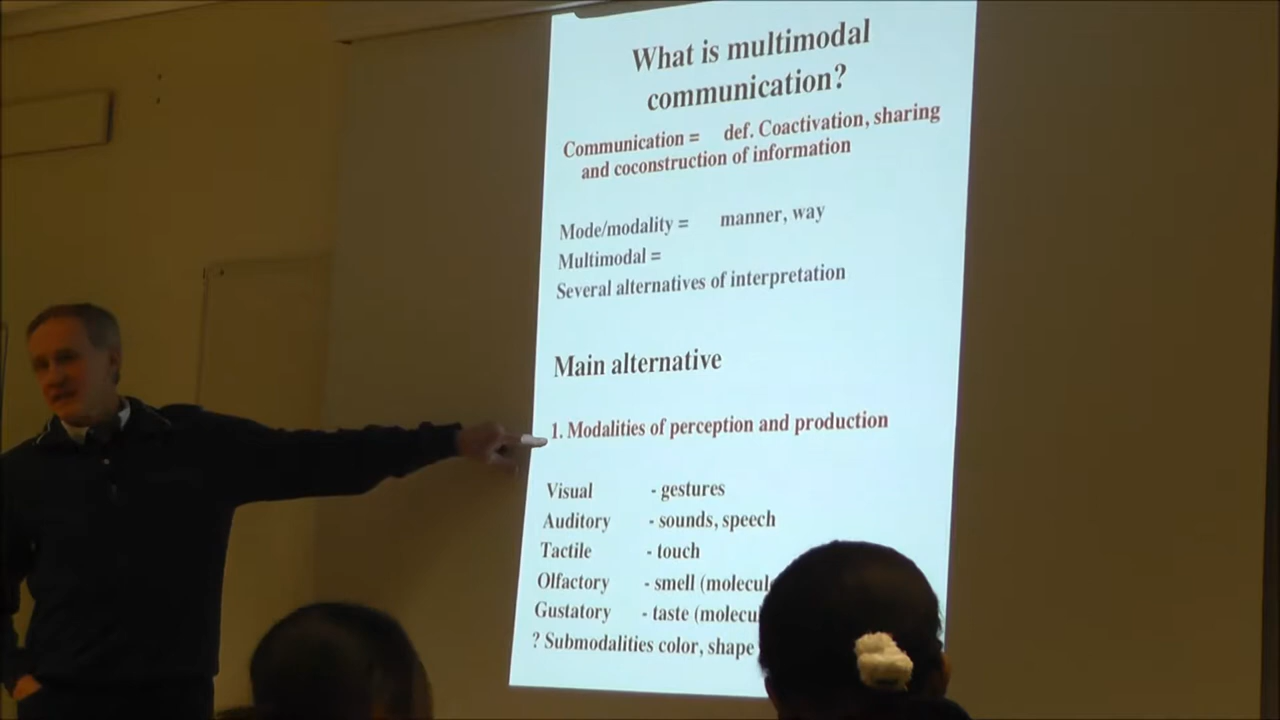 What is multimodal
communication?
Communication = def. Coactivation, sharing
and coconstruction of information
Mode/modality = manner, way
Multimodal =
Several alternatives of interpretation
Main alternative
1. Modalities of perception and production
Visual - gestures
Auditory - sounds, speech
Tactile - touch
Olfactory - smell
Gustatory - taste
? Submodalities color, shape